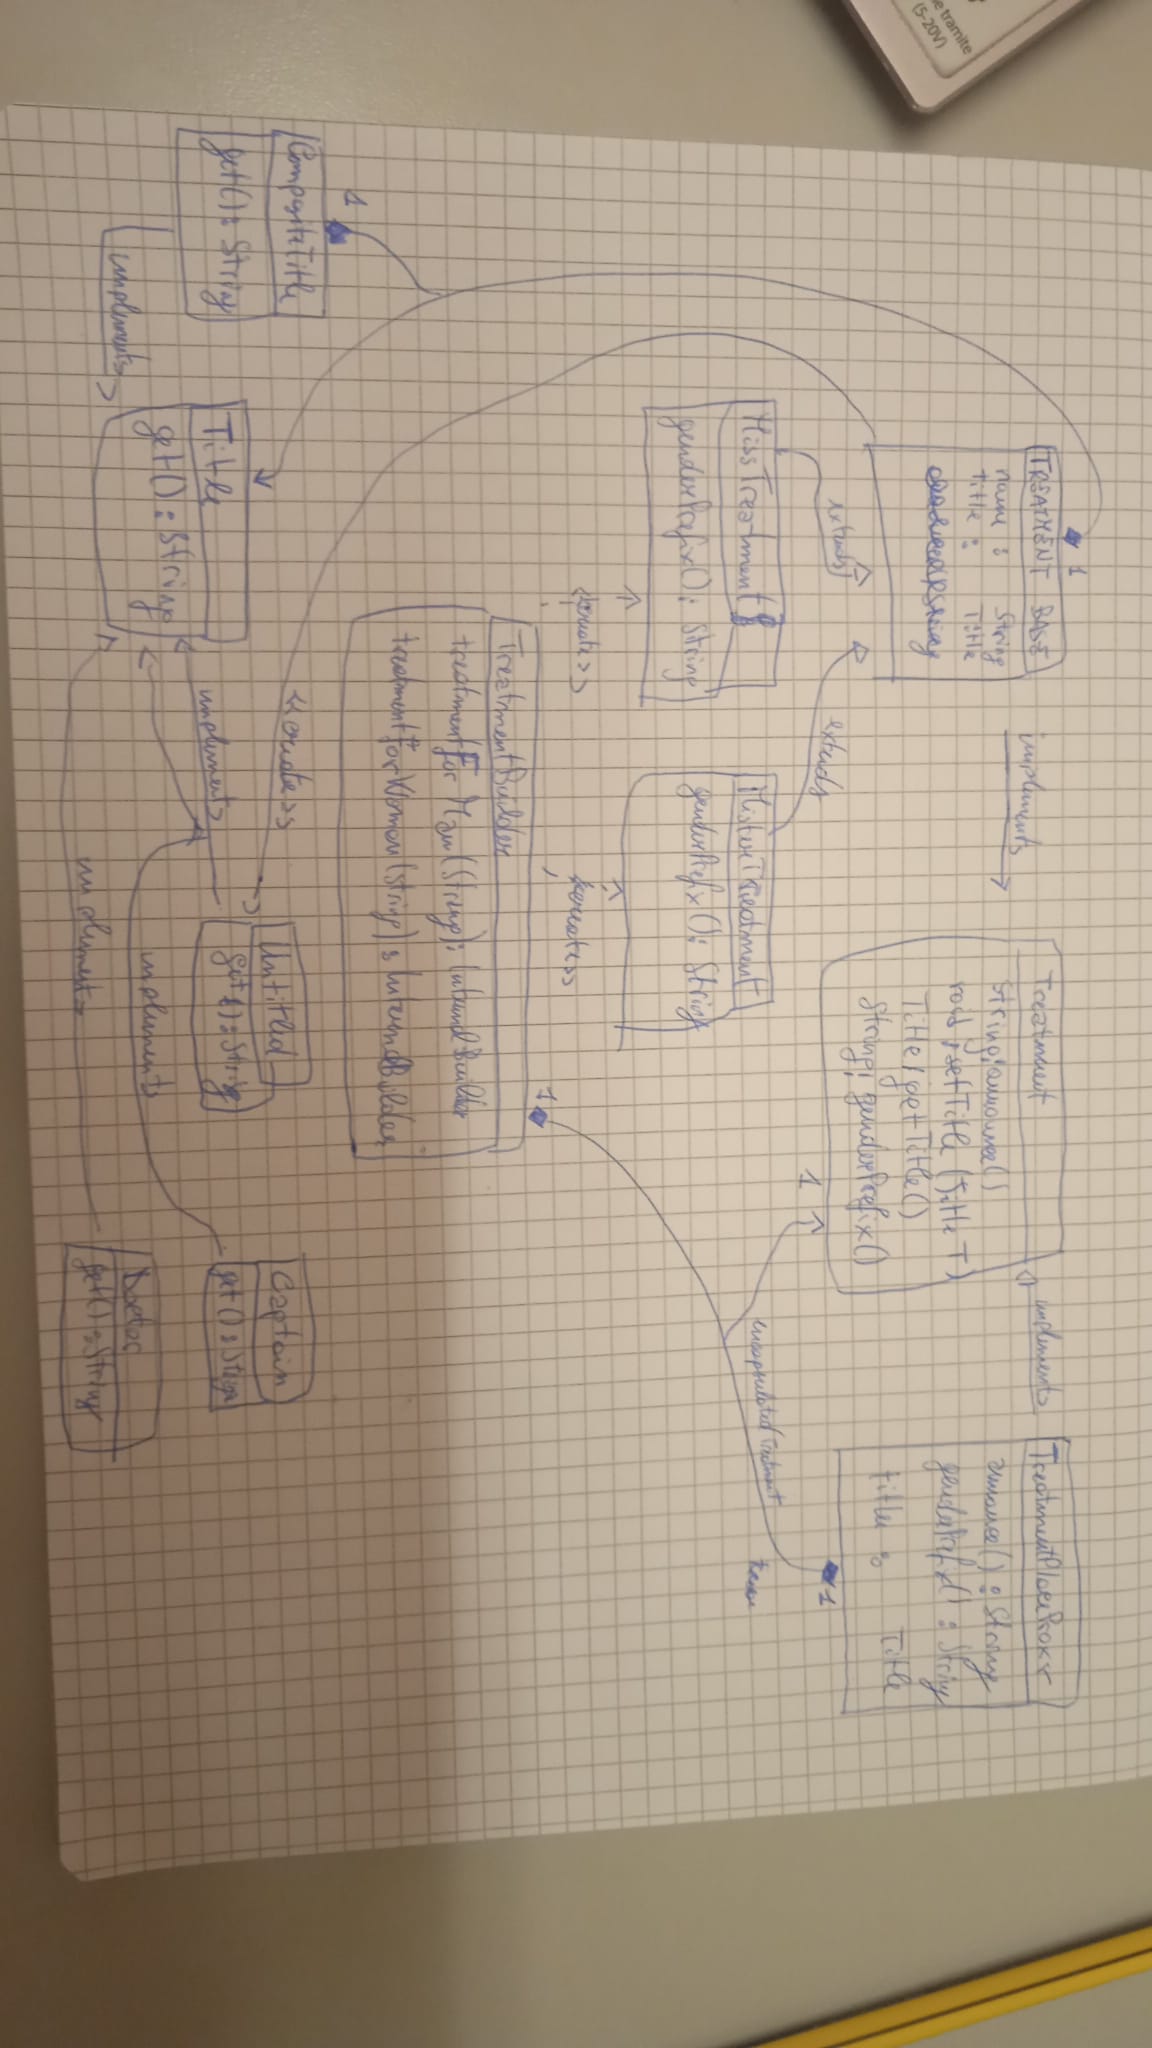 e tramite
(5-20V)
1
TREATMENT BASE
name : String
title : Title
implements
Treatment
String; announce()
void ; setTitle (Title T)
Title; getTitle()
String; genderPrefix()
1
implements
TreatmentPlaceProxy
announce() : String
genderPrefix() : String
title : Title
1
extends
extends
encapsulated Treatment
MissTreatment
genderPrefix(): String
MisterTreatment
genderPrefix(): String
<<create>>
<<create>>
1
TreatmentBuilder
treatmentForMan(String): InternalBuilder
treatmentforWoman(String) : InternalBuilder
1
CompositeTitle
get(): String
implements
Title
get() : String
<<create>>
Untitled
get() : String
implements
Captain
get() : String
implements
Doctor
get() : String
implements